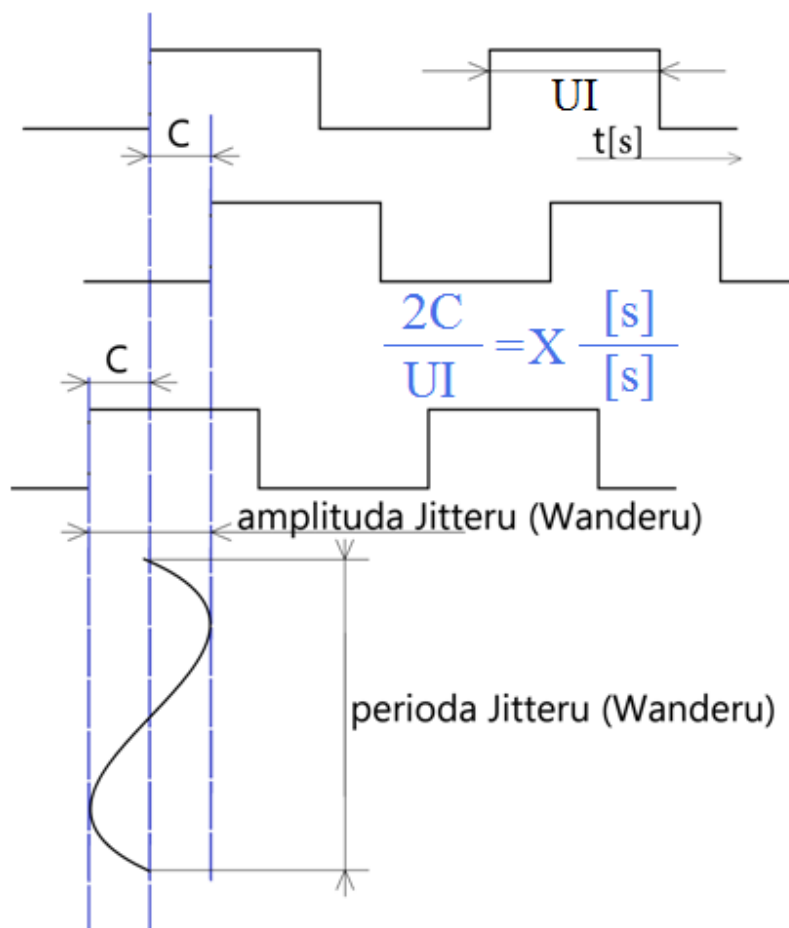 UI
C
t[s]
2C
UI
=X
[s]
[s]
C
amplituda Jitteru (Wanderu)
perioda Jitteru (Wanderu)